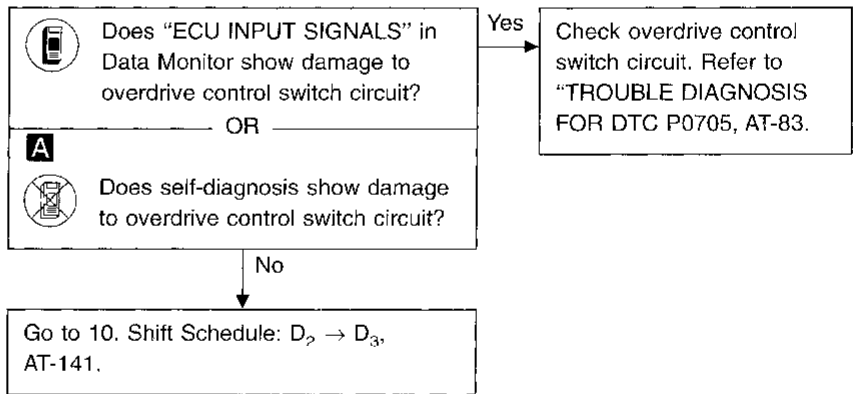 Does “ECU INPUT SIGNALS” in
Data Monitor show damage to
overdrive control switch circuit?
Yes
Check overdrive control
switch circuit. Refer to
“TROUBLE DIAGNOSIS
FOR DTC P0705, AT-83.
OR
A
Does self-diagnosis show damage
to overdrive control switch circuit?
No
Go to 10. Shift Schedule: D₂ → D₃,
AT-141.